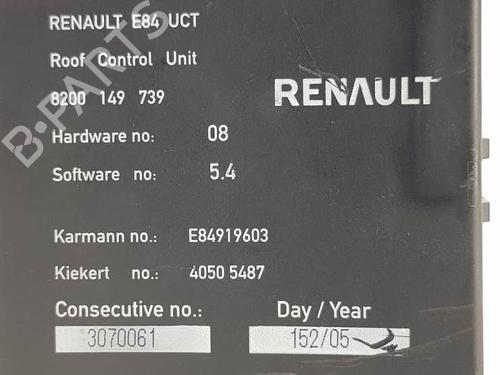 RENAULT E84 UCT
Roof Control Unit
8200 149 739
RENAULT
Hardware no: 08
Software no: 5.4
Karmann no.: E84919603
Kiekert no.: 4050 5487
Consecutive no.: Day / Year
3070061 152/05
B-PARTS